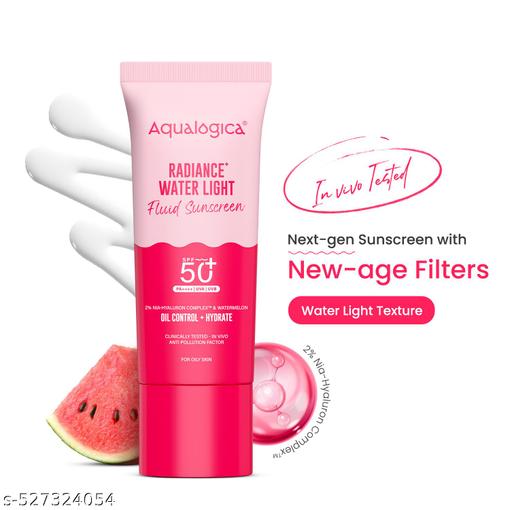 Aqualogica®
RADIANCE+
WATER LIGHT
Fluid Sunscreen
SPF
50+
PA++++ | UVA | UVB
2% NIA-HYALURON COMPLEX™ & WATERMELON
OIL CONTROL + HYDRATE
CLINICALLY TESTED - IN VIVO
ANTI POLLUTION FACTOR
FOR OILY SKIN
In vivo Tested
Next-gen Sunscreen with
New-age Filters
Water Light Texture
2% Nia-Hyaluron Complex™
s-527324054